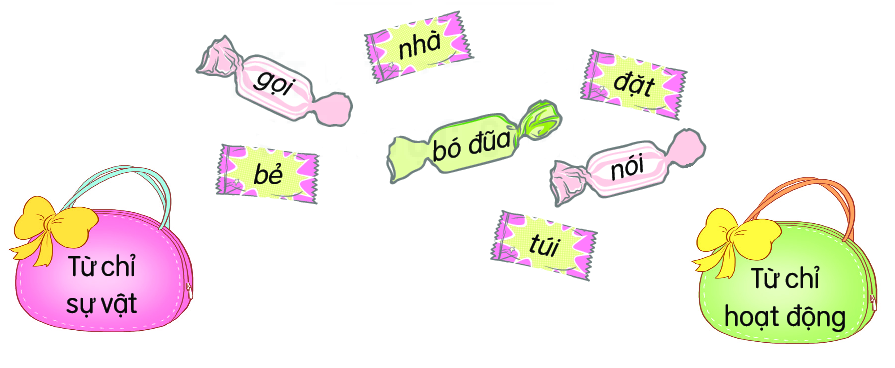 nhà
gọi
đặt
bó đũa
bẻ
nói
túi
Từ chỉ
sự vật
Từ chỉ
hoạt động